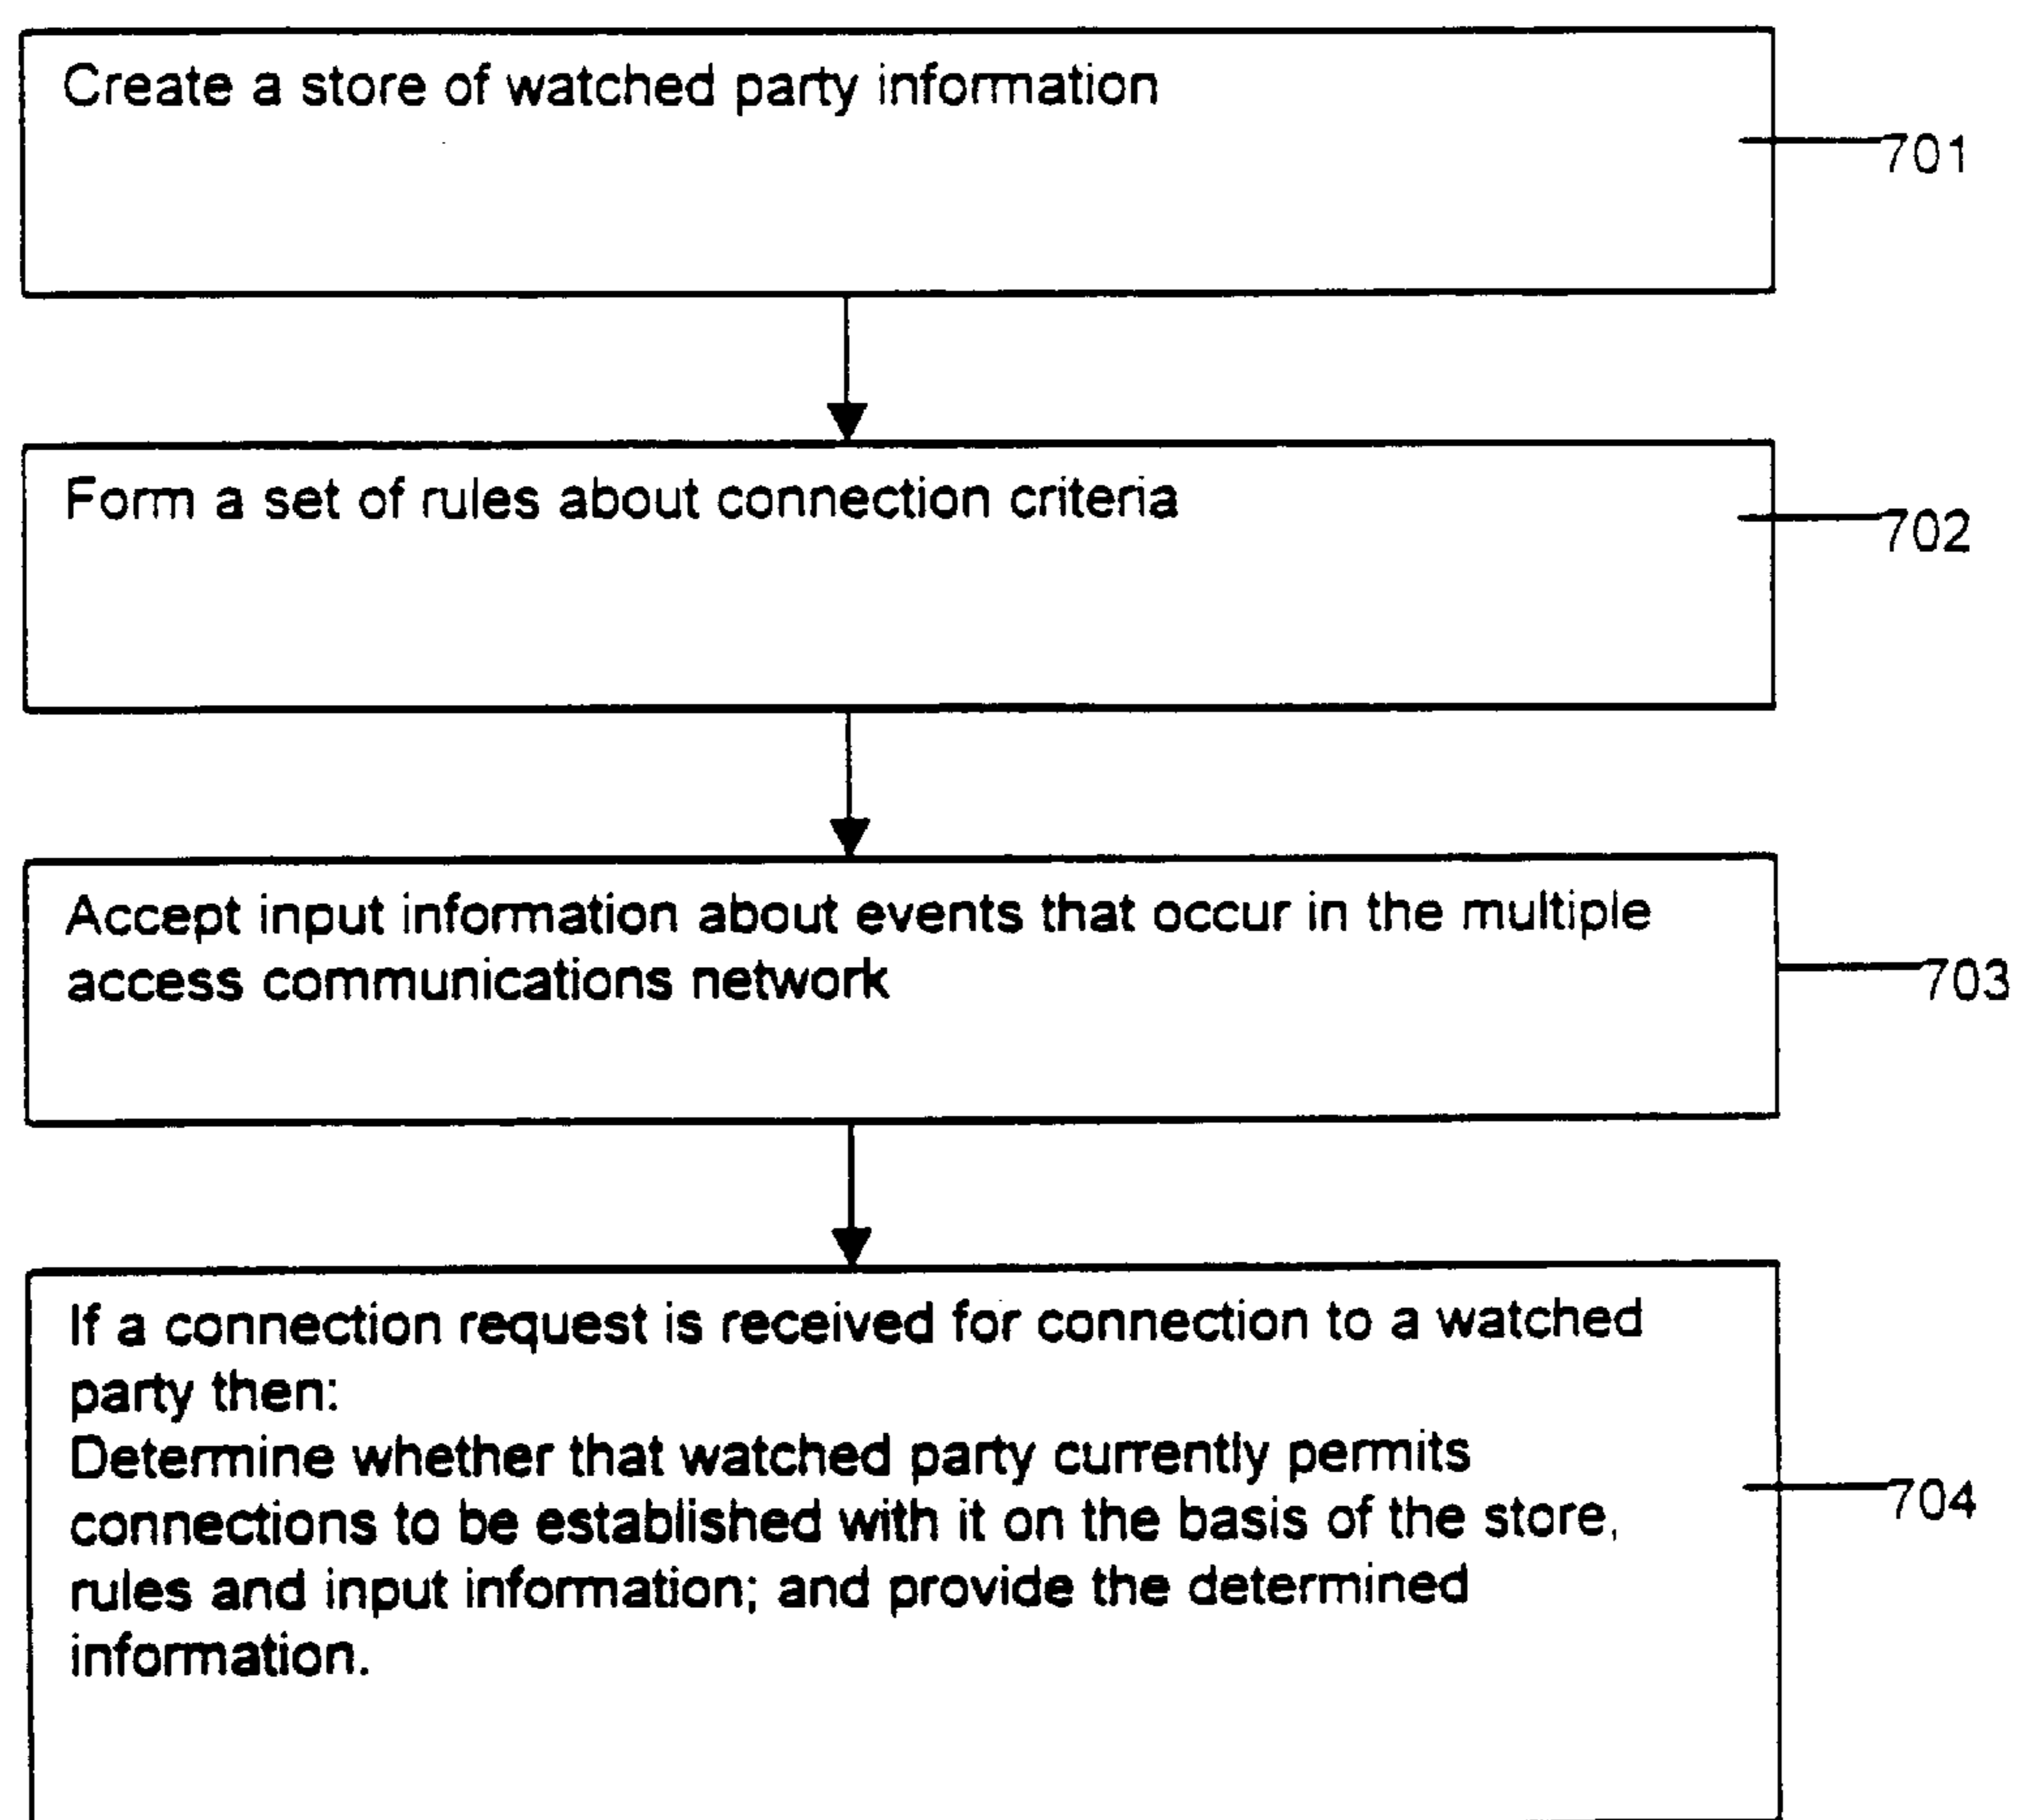 Create a store of watched party information
701
Form a set of rules about connection criteria
702
Accept input information about events that occur in the multiple
access communications network
703
If a connection request is received for connection to a watched
party then:
Determine whether that watched party currently permits
connections to be established with it on the basis of the store,
rules and input information; and provide the determined
information.
704